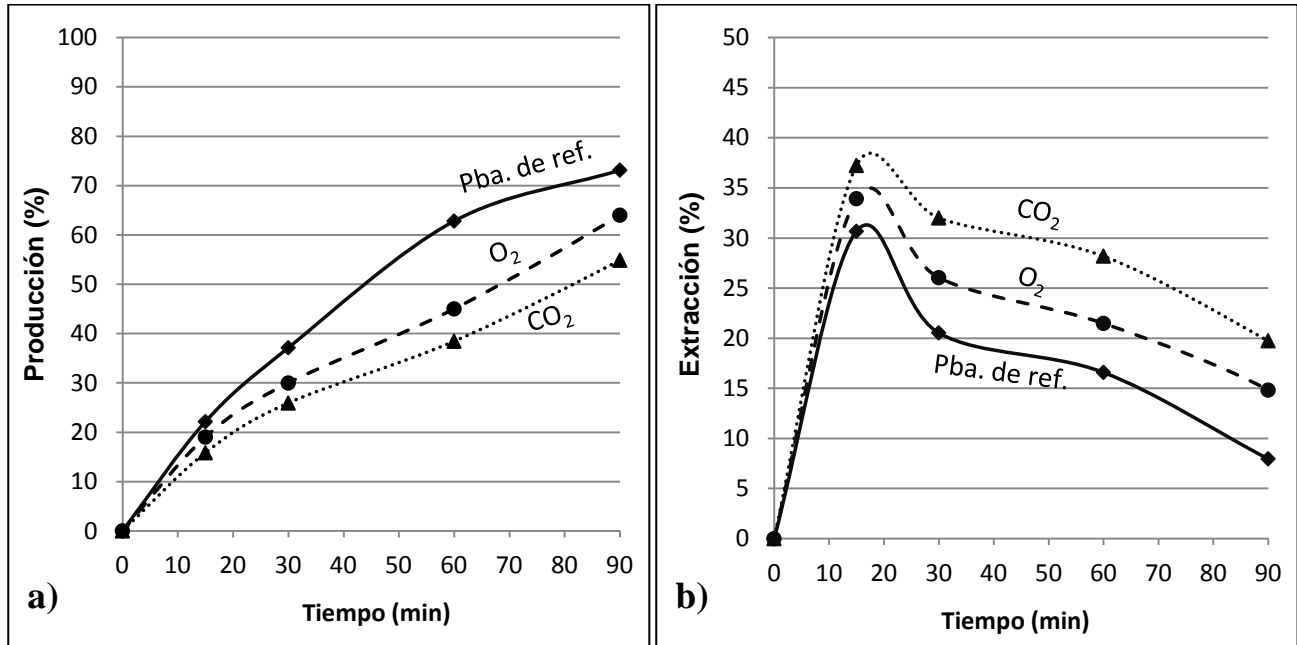 Producción (%)
100
90
80
70
60
50
40
30
20
10
0
Pba. de ref.
O2
CO2
0 10 20 30 40 50 60 70 80 90
Tiempo (min)
a)
Extracción (%)
50
45
40
35
30
25
20
15
10
5
0
CO2
O2
Pba. de ref.
0 10 20 30 40 50 60 70 80 90
Tiempo (min)
b)